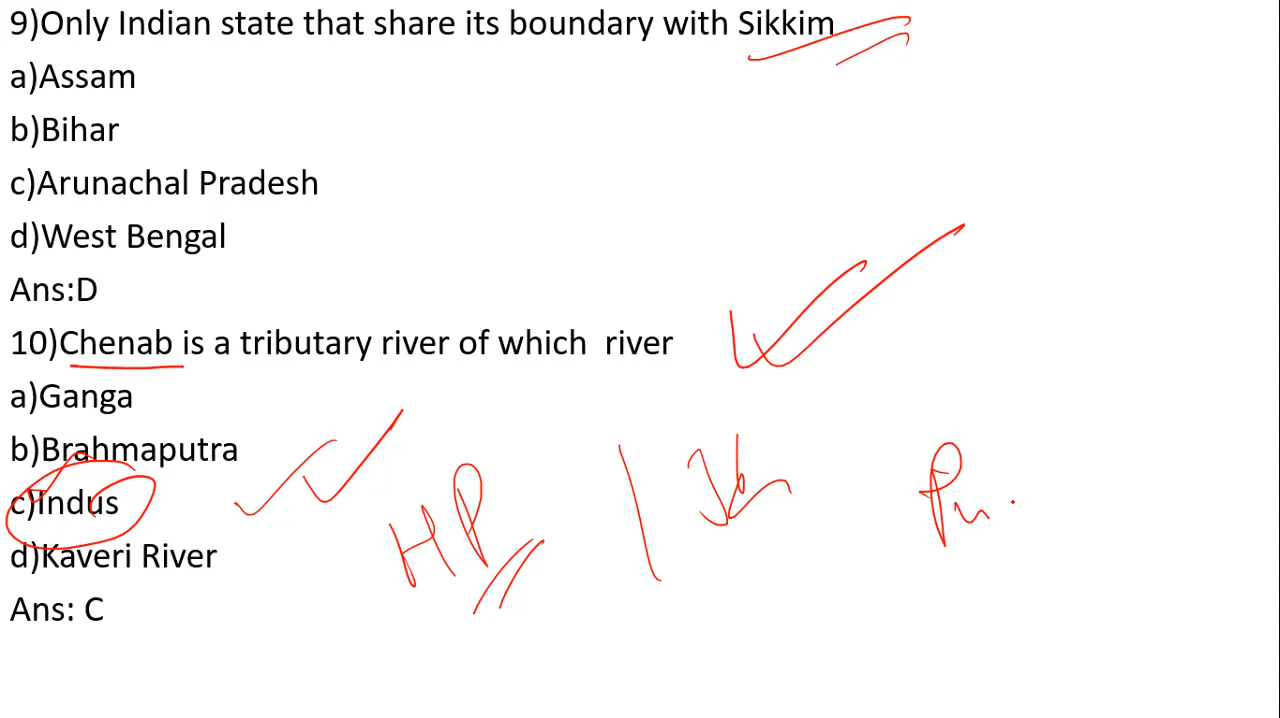 9)Only Indian state that share its boundary with Sikkim
a)Assam
b)Bihar
c)Arunachal Pradesh
d)West Bengal
Ans:D
10)Chenab is a tributary river of which  river
a)Ganga
b)Brahmaputra
c)Indus
d)Kaveri River
HP
Ans: C